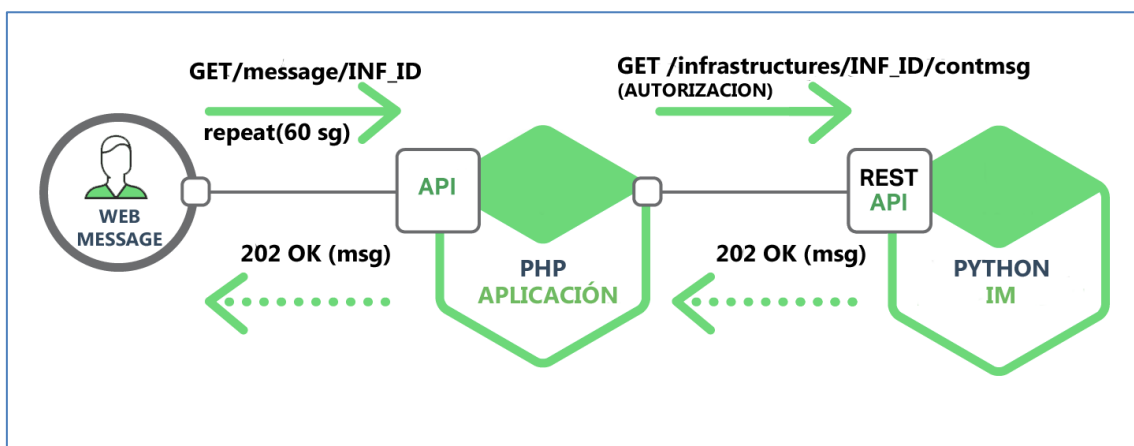 GET/message/INF_ID
repeat(60 sg)
GET /infrastructures/INF_ID/contmsg
(AUTORIZACION)
WEB
MESSAGE
API
REST
API
202 OK (msg)
PHP
APLICACIÓN
202 OK (msg)
PYTHON
IM